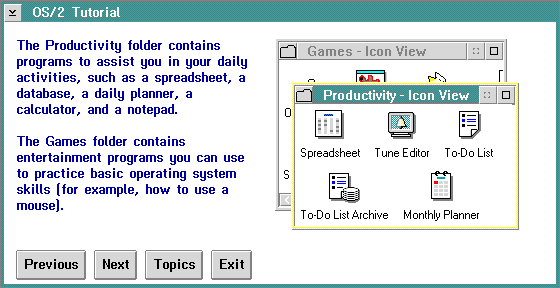 OS/2 Tutorial
The Productivity folder contains
programs to assist you in your daily
activities, such as a spreadsheet, a
database, a daily planner, a
calculator, and a notepad.
The Games folder contains
entertainment programs you can use
to practice basic operating system
skills (for example, how to use a
mouse).
Games - Icon View
Productivity - Icon View
Spreadsheet
Tune Editor
To-Do List
To-Do List Archive
Monthly Planner
Previous
Next
Topics
Exit